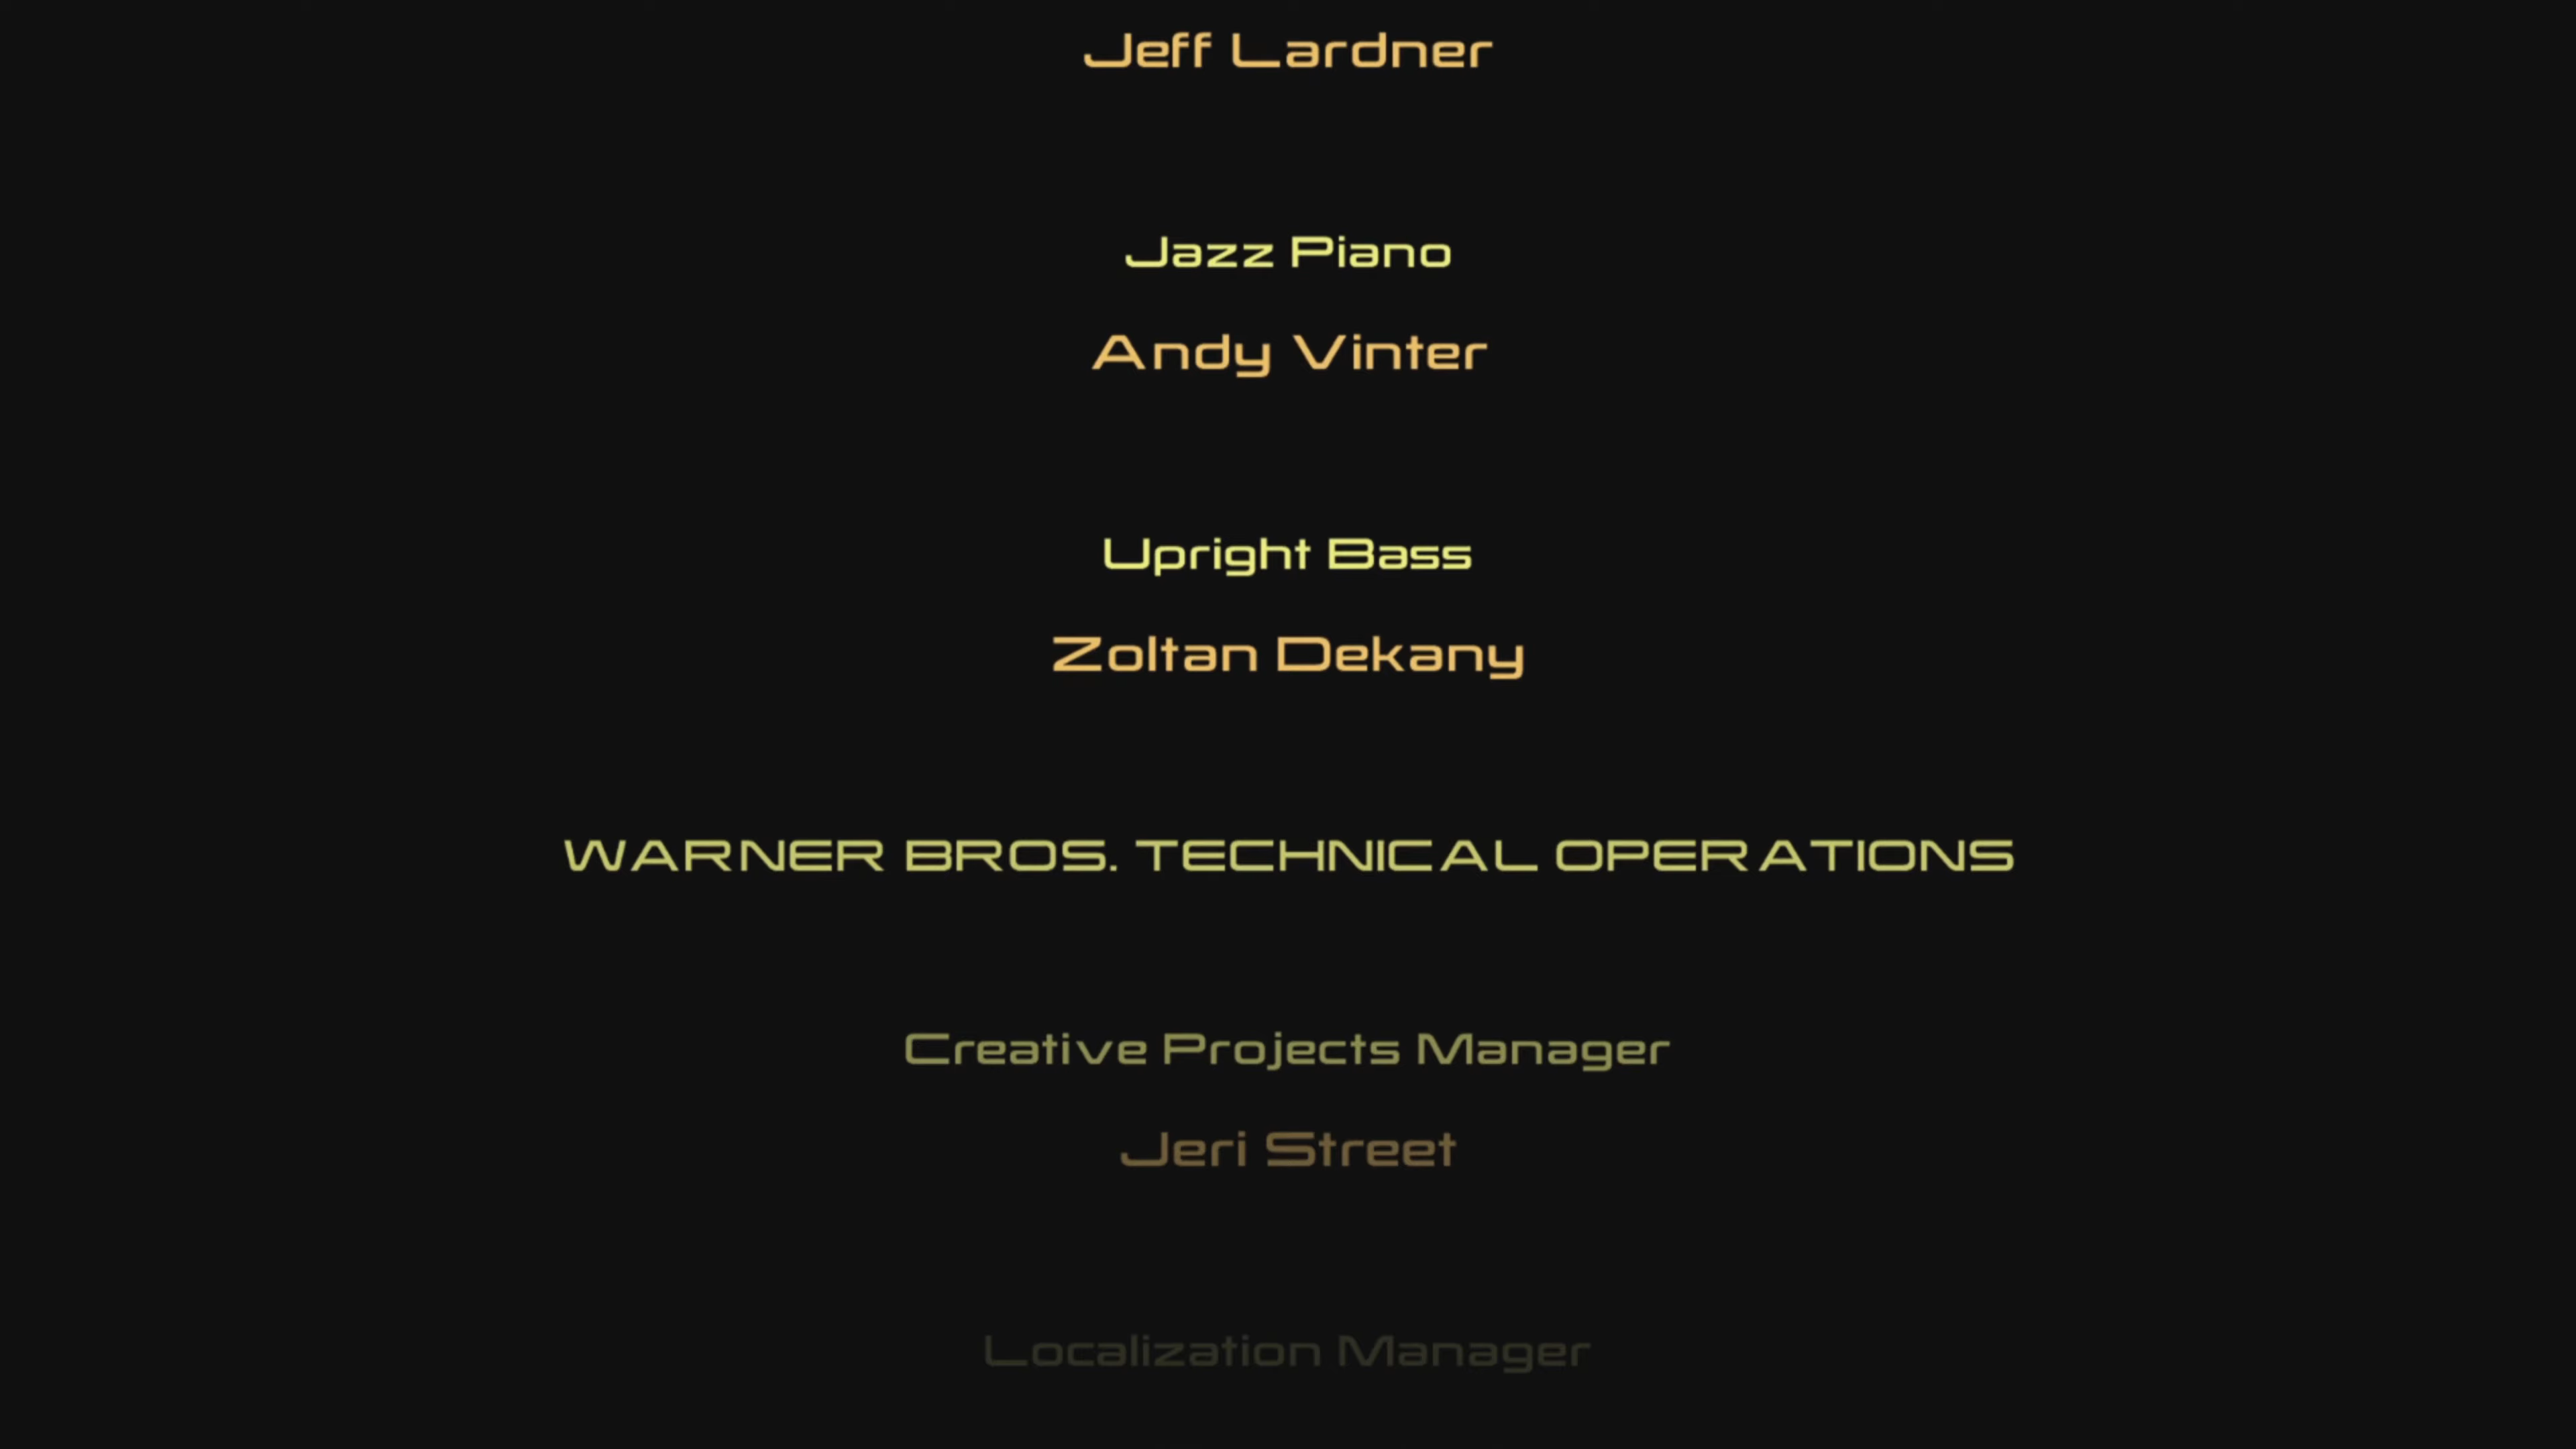 Jeff Lardner
Jazz Piano
Andy Vinter
Upright Bass
Zoltan Dekany
WARNER BROS. TECHNICAL OPERATIONS
Creative Projects Manager
Jeri Street
Localization Manager